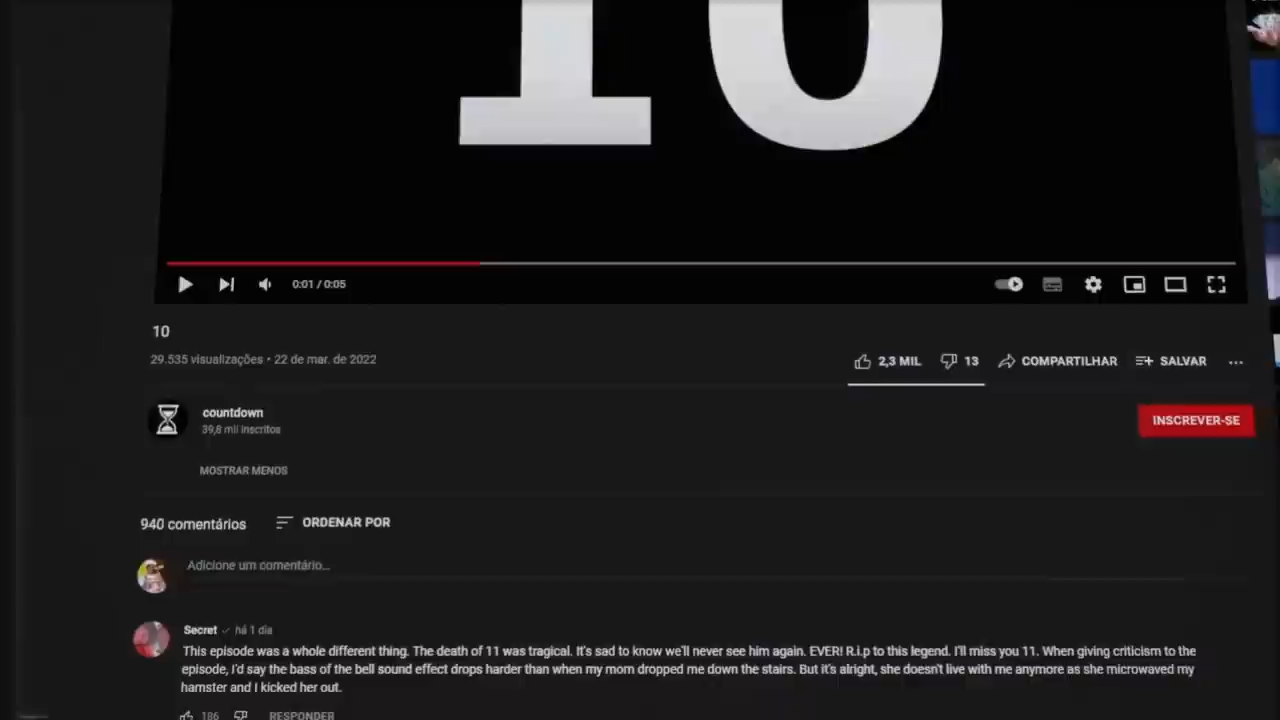 10
0:01 / 0:05
10
29.535 visualizações • 22 de mar. de 2022
2,3 MIL 13 COMPARTILHAR SALVAR
countdown
39,8 mil inscritos
INSCREVER-SE
MOSTRAR MENOS
940 comentários ORDENAR POR
Adicione um comentário...
Secret há 1 dia
This episode was a whole different thing. The death of 11 was tragical. It's sad to know we'll never see him again. EVER! R.i.p to this legend. I'll miss you 11. When giving criticism to the
episode, I'd say the bass of the bell sound effect drops harder than when my mom dropped me down the stairs. But it's alright, she doesn't live with me anymore as she microwaved my
hamster and I kicked her out.
186 RESPONDER